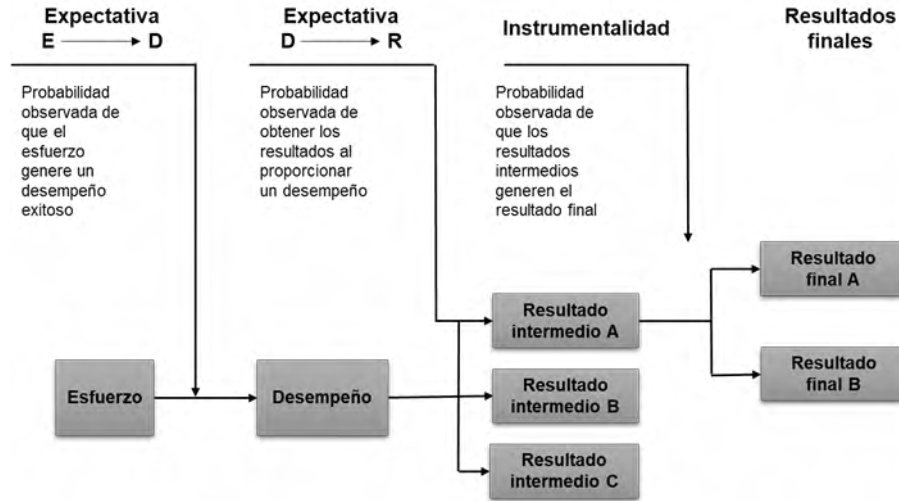 Expectativa
E → D
Expectativa
D → R
Instrumentalidad
Resultados
finales
Probabilidad
observada de
que el
esfuerzo
genere un
desempeño
exitoso
Probabilidad
observada de
obtener los
resultados al
proporcionar
un desempeño
Probabilidad
observada de
que los
resultados
intermedios
generen el
resultado final
Resultado
final A
Resultado
intermedio A
Resultado
final B
Esfuerzo
Desempeño
Resultado
intermedio B
Resultado
intermedio C